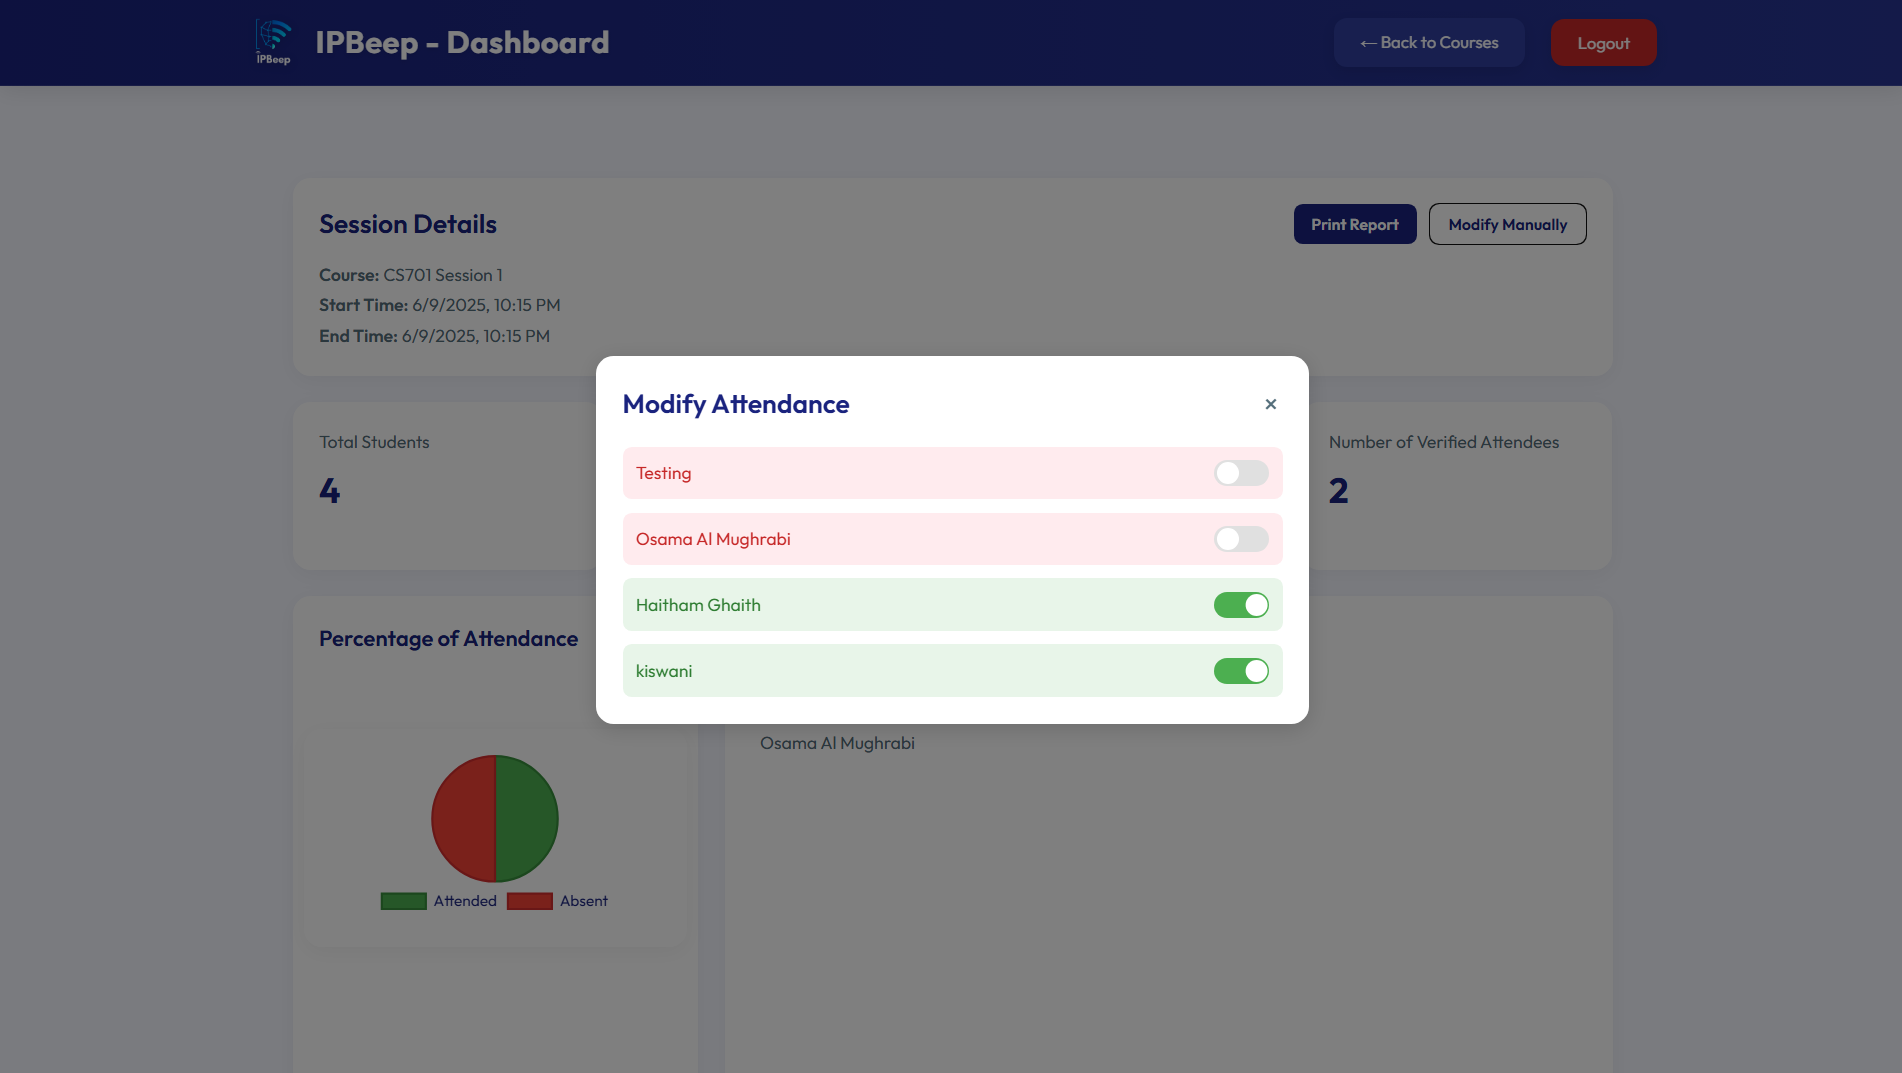 IPBeep
IPBeep - Dashboard
← Back to Courses
Logout
Session Details
Print Report
Modify Manually
Course: CS701 Session 1
Start Time: 6/9/2025, 10:15 PM
End Time: 6/9/2025, 10:15 PM
Modify Attendance
×
Testing
Osama Al Mughrabi
Haitham Ghaith
kiswani
Total Students
4
Number of Verified Attendees
2
Percentage of Attendance
Attended
Absent
Osama Al Mughrabi